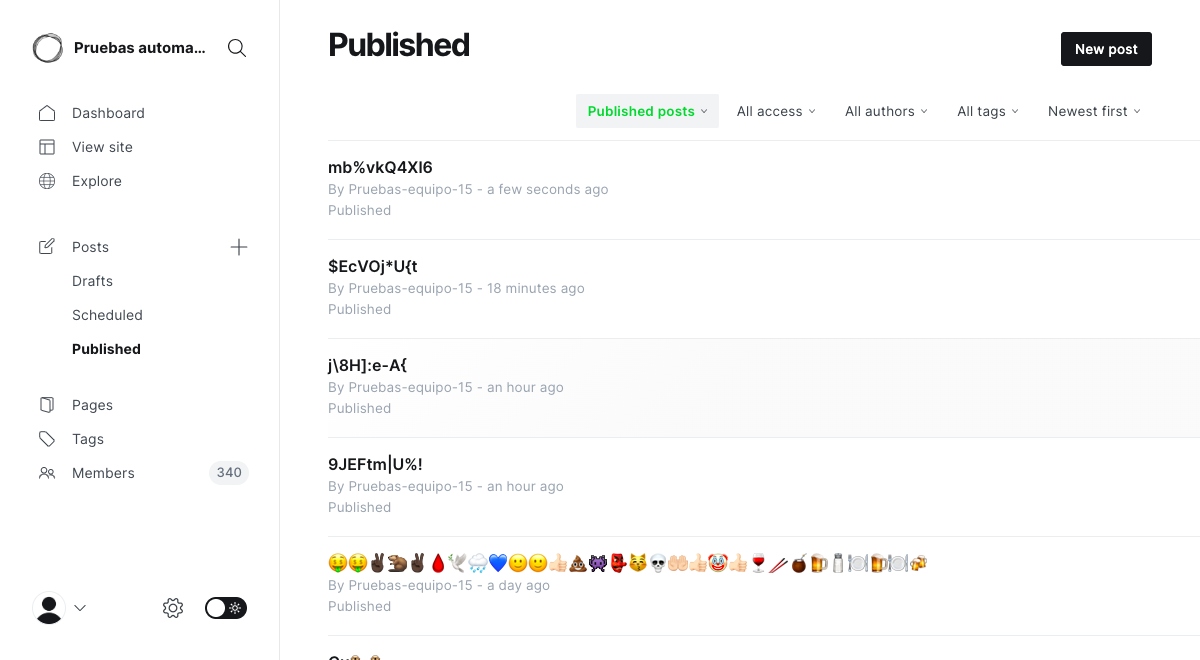 Pruebas automa...
Dashboard
View site
Explore
Posts
Drafts
Scheduled
Published
Pages
Tags
Members 340
Published
New post
Published posts All access All authors All tags Newest first
mb%vkQ4XI6
By Pruebas-equipo-15 - a few seconds ago
Published
$EcVOj*U{t
By Pruebas-equipo-15 - 18 minutes ago
Published
j\8H]:e-A{
By Pruebas-equipo-15 - an hour ago
Published
9JEFtm|U%!
By Pruebas-equipo-15 - an hour ago
Published
By Pruebas-equipo-15 - a day ago
Published